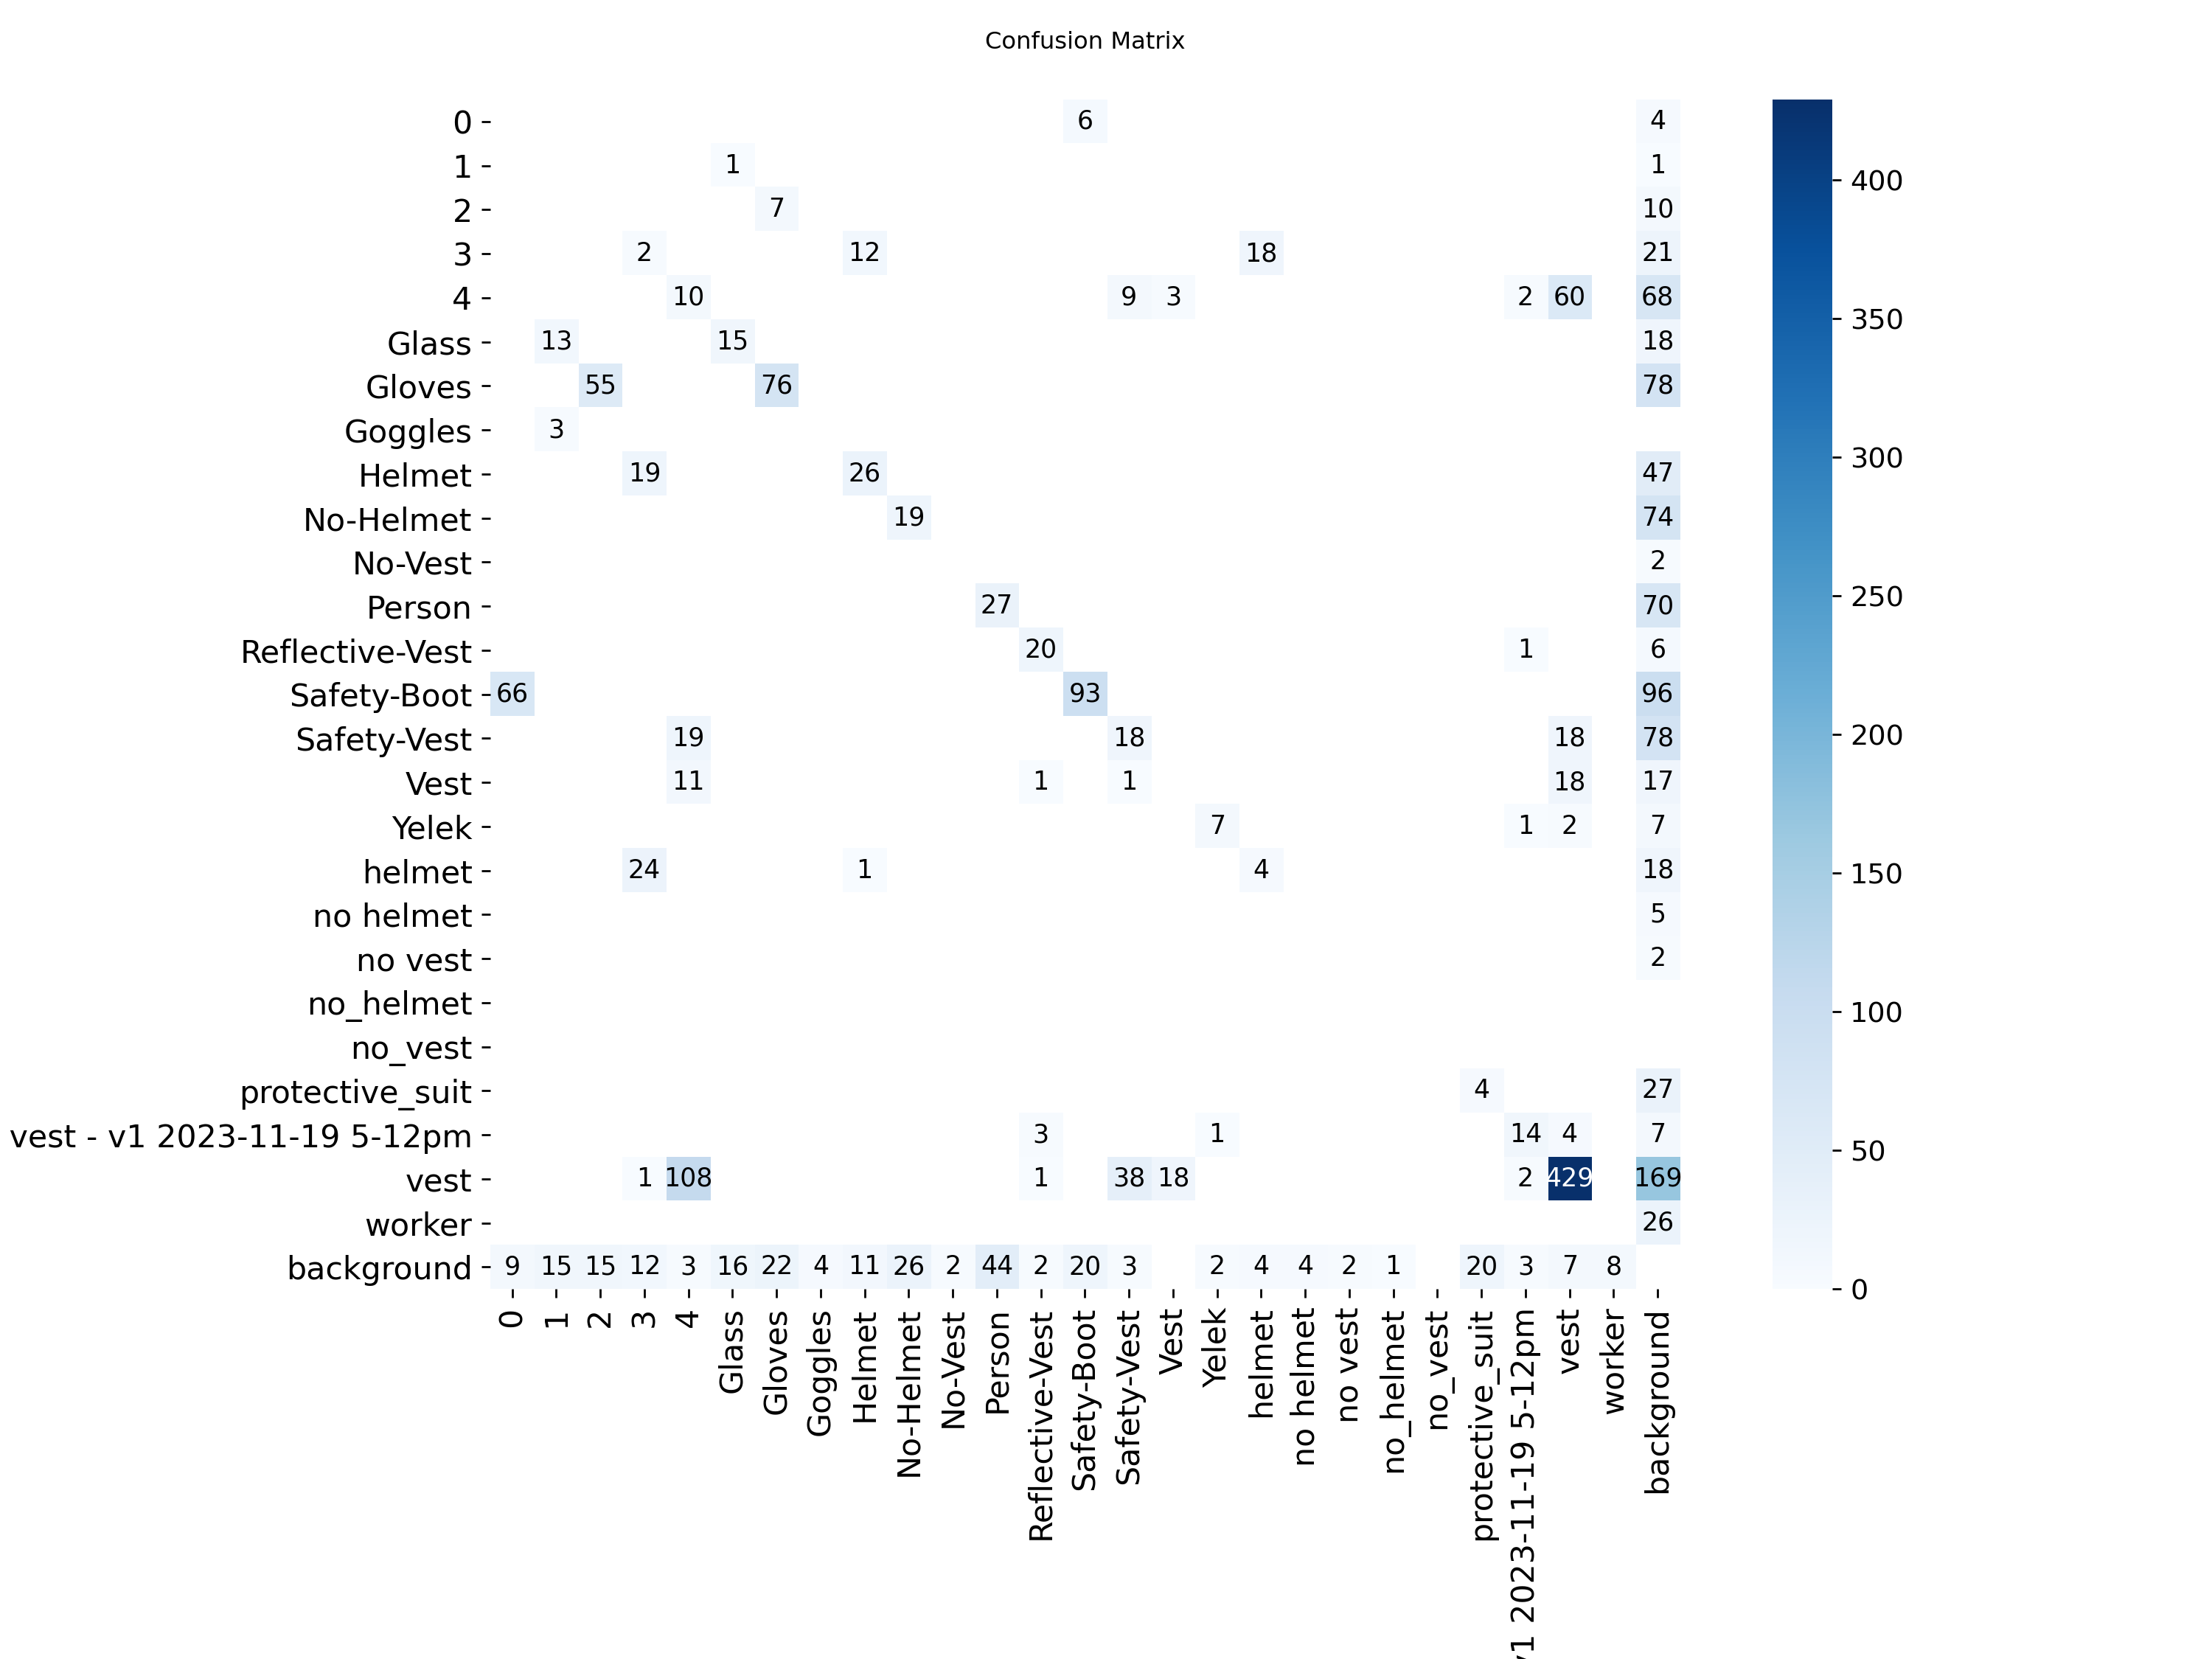 Confusion Matrix
0 6 4
1 1 1
2 7 10
3 2 12 18 21
4 10 9 3 2 60 68
Glass 13 15 18
Gloves 55 76 78
Goggles 3
Helmet 19 26 47
No-Helmet 19 74
No-Vest 2
Person 27 70
Reflective-Vest 20 1 6
Safety-Boot 66 93 96
Safety-Vest 19 18 18 78
Vest 11 1 1 18 17
Yelek 7 1 2 7
helmet 24 1 4 18
no helmet 5
no vest 2
no_helmet
no_vest
protective_suit 4 27
vest - v1 2023-11-19 5-12pm 3 1 14 4 7
vest 1 108 1 38 18 2 429 169
worker 26
background 9 15 15 12 3 16 22 4 11 26 2 44 2 20 3 2 4 4 2 1 20 3 7 8
0
1
2
3
4
Glass
Gloves
Goggles
Helmet
No-Helmet
No-Vest
Person
Reflective-Vest
Safety-Boot
Safety-Vest
Vest
Yelek
helmet
no helmet
no vest
no_helmet
no_vest
protective_suit
v1 2023-11-19 5-12pm
vest
worker
background
400
350
300
250
200
150
100
50
0